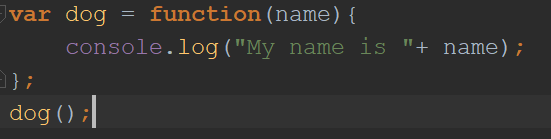 var dog = function(name){
    console.log("My name is "+ name);
};
dog();